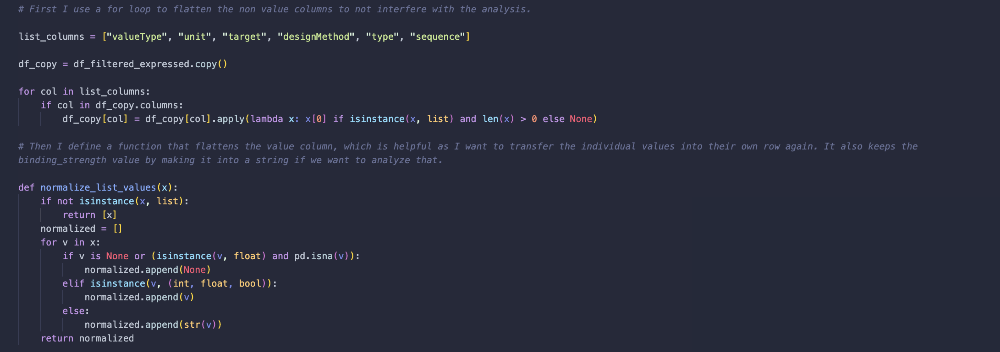 # First I use a for loop to flatten the non value columns to not interfere with the analysis.
list_columns = ["valueType", "unit", "target", "designMethod", "type", "sequence"]
df_copy = df_filtered_expressed.copy()
for col in list_columns:
    if col in df_copy.columns:
        df_copy[col] = df_copy[col].apply(lambda x: x[0] if isinstance(x, list) and len(x) > 0 else None)
# Then I define a function that flattens the value column, which is helpful as I want to transfer the individual values into their own row again. It also keeps the
binding_strength value by making it into a string if we want to analyze that.
def normalize_list_values(x):
    if not isinstance(x, list):
        return [x]
    normalized = []
    for v in x:
        if v is None or (isinstance(v, float) and pd.isna(v)):
            normalized.append(None)
        elif isinstance(v, (int, float, bool)):
            normalized.append(v)
        else:
            normalized.append(str(v))
    return normalized